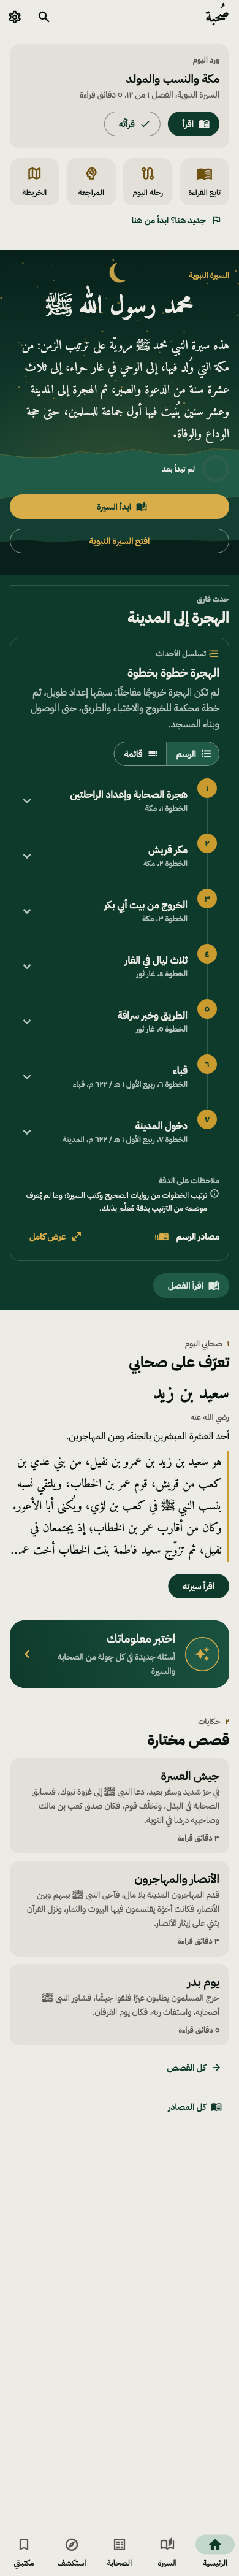 صُحبة
ورد اليوم
مكة والنسب والمولد
السيرة النبوية، الفصل ١ من ١٢، ٥ دقائق قراءة
اقرأ
قرأتُه
تابع القراءة
رحلة اليوم
المراجعة
الخريطة
جديد هنا؟ ابدأ من هنا
السيرة النبوية
محمد رسول الله ﷺ
هذه سيرة النبي محمد ﷺ مرويّة على ترتيب الزمن: من
مكة التي وُلد فيها، إلى الوحي في غار حراء، إلى ثلاث
عشرة سنة من الدعوة والصبر، ثم الهجرة إلى المدينة
وعشر سنين بُنيت فيها أول جماعة للمسلمين، حتى حجة
الوداع والوفاة.
لم تبدأ بعد
ابدأ السيرة
افتح السيرة النبوية
حدث فارق
الهجرة إلى المدينة
تسلسل الأحداث
الهجرة خطوة بخطوة
لم تكن الهجرة خروجًا مفاجئًا: سبقها إعداد طويل، ثم
خطة محكمة للخروج والاختباء والطريق، حتى الوصول
وبناء المسجد.
الرسم
قائمة
١
هجرة الصحابة وإعداد الراحلتين
الخطوة ١، مكة
٢
مكر قريش
الخطوة ٢، مكة
٣
الخروج من بيت أبي بكر
الخطوة ٣، مكة
٤
ثلاث ليال في الغار
الخطوة ٤، غار ثور
٥
الطريق وخبر سراقة
الخطوة ٥، غار ثور
٦
قباء
الخطوة ٦، ربيع الأول ١ هـ / ٦٢٢ م، قباء
٧
دخول المدينة
الخطوة ٧، ربيع الأول ١ هـ / ٦٢٢ م، المدينة
ملاحظات على الدقة
ترتيب الخطوات من روايات الصحيح وكتب السيرة؛ وما لم يُعرف
موضعه من الترتيب بدقة مُعلَّم بذلك.
مصادر الرسم
١١
عرض كامل
اقرأ الفصل
١ صحابي اليوم
تعرّف على صحابي
سعيد بن زيد
رضي الله عنه
أحد العشرة المبشرين بالجنة، ومن المهاجرين.
هو سعيد بن زيد بن عمرو بن نفيل، من بني عدي بن
كعب من قريش، قوم عمر بن الخطاب، ويلتقي نسبه
بنسب النبي ﷺ في كعب بن لؤي، ويُكنى أبا الأعور.
وكان من أقارب عمر بن الخطاب؛ إذ يجتمعان في
نفيل، ثم تزوّج سعيد فاطمة بنت الخطاب أخت عمـ...
اقرأ سيرته
اختبر معلوماتك
أسئلة جديدة في كل جولة من الصحابة
والسيرة
٢ حكايات
قصص مختارة
جيش العسرة
في حرّ شديد وسفر بعيد، دعا النبي ﷺ إلى غزوة تبوك، فتسابق
الصحابة في البذل، وتخلّف قوم، فكان صدق كعب بن مالك
وصاحبيه درسًا في التوبة.
٣ دقائق قراءة
الأنصار والمهاجرون
قدم المهاجرون المدينة بلا مال، فآخى النبي ﷺ بينهم وبين
الأنصار، فكانت أخوّة يقتسمون فيها البيوت والثمار، ونزل القرآن
يثني على إيثار الأنصار.
٣ دقائق قراءة
يوم بدر
خرج المسلمون يطلبون عيرًا فلقوا جيشًا، فشاور النبي ﷺ
أصحابه، واستغاث ربه، فكان يوم الفرقان.
٥ دقائق قراءة
كل القصص
كل المصادر
الرئيسية
السيرة
الصحابة
استكشف
مكتبتي